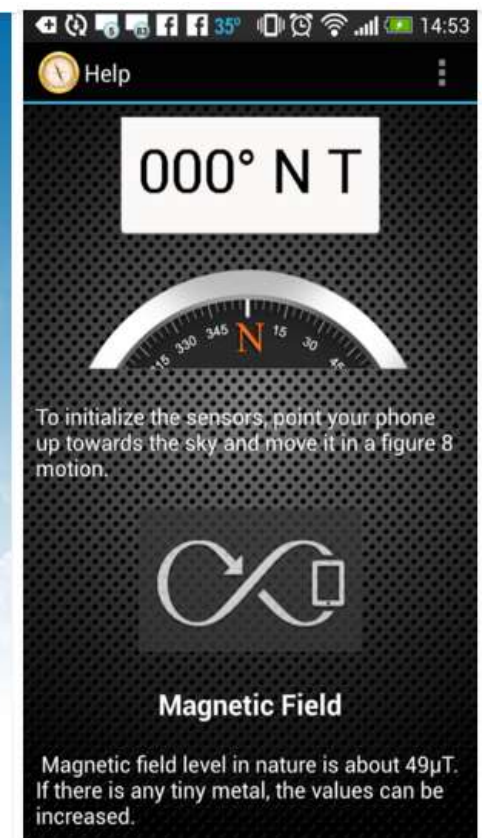 35° 14:53
Help
000° N T
315 330 345 N 15 30 45
To initialize the sensors, point your phone
up towards the sky and move it in a figure 8
motion.
Magnetic Field
Magnetic field level in nature is about 49µT.
If there is any tiny metal, the values can be
increased.